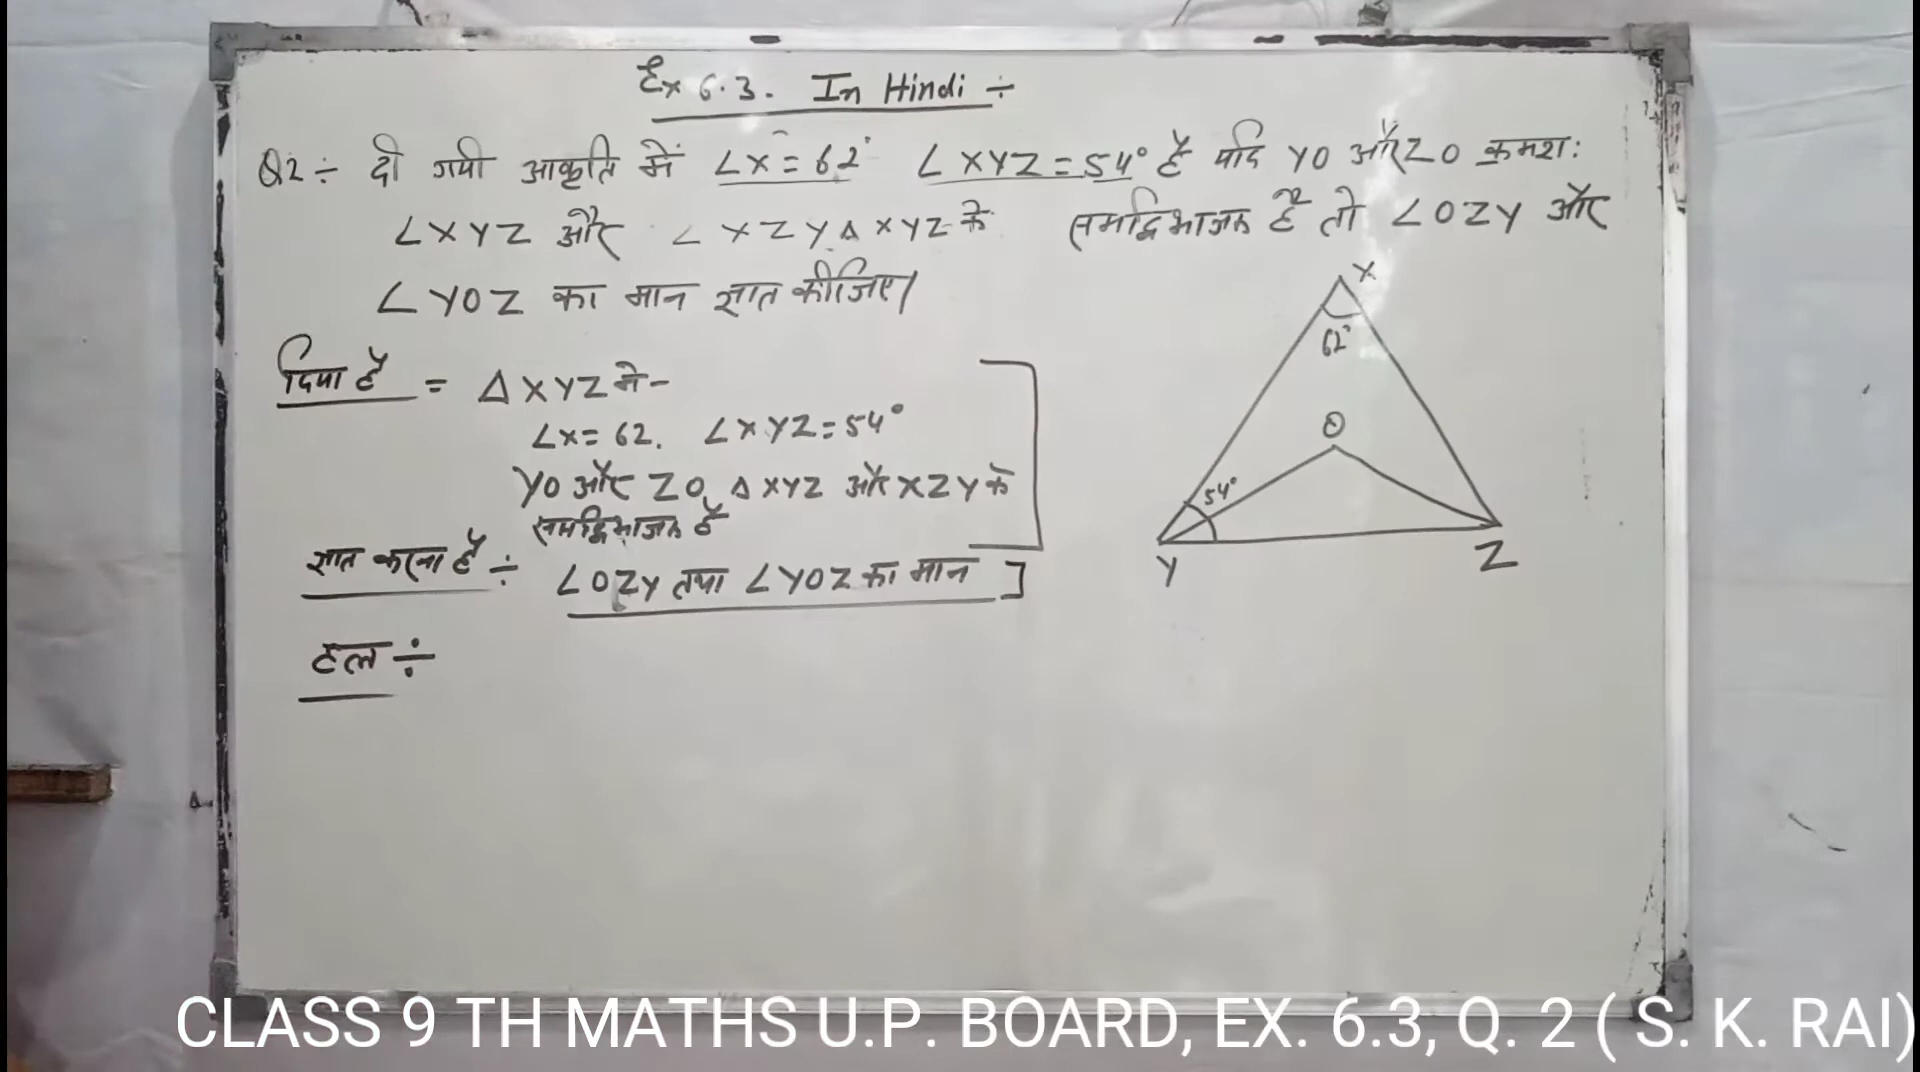 Ex 6.3. In Hindi ÷
Q2 ÷ दी गयी आकृति में ∠X = 62° ∠XYZ = 54° है यदि YO और ZO क्रमश:
∠XYZ और ∠XZY Δ XYZ के समद्विभाजक है तो ∠OZY और
∠YOZ का मान ज्ञात कीजिए।
दिया है = ΔXYZ में -
∠X = 62. ∠XYZ = 54°
YO और ZO, Δ XYZ और XZY के
समद्विभाजक है
ज्ञात करना है ÷ ∠OZY तथा ∠YOZ का मान ]
हल ÷
X
62°
O
54°
Y
Z
CLASS 9 TH MATHS U.P. BOARD, EX. 6.3, Q. 2 ( S. K. RAI)